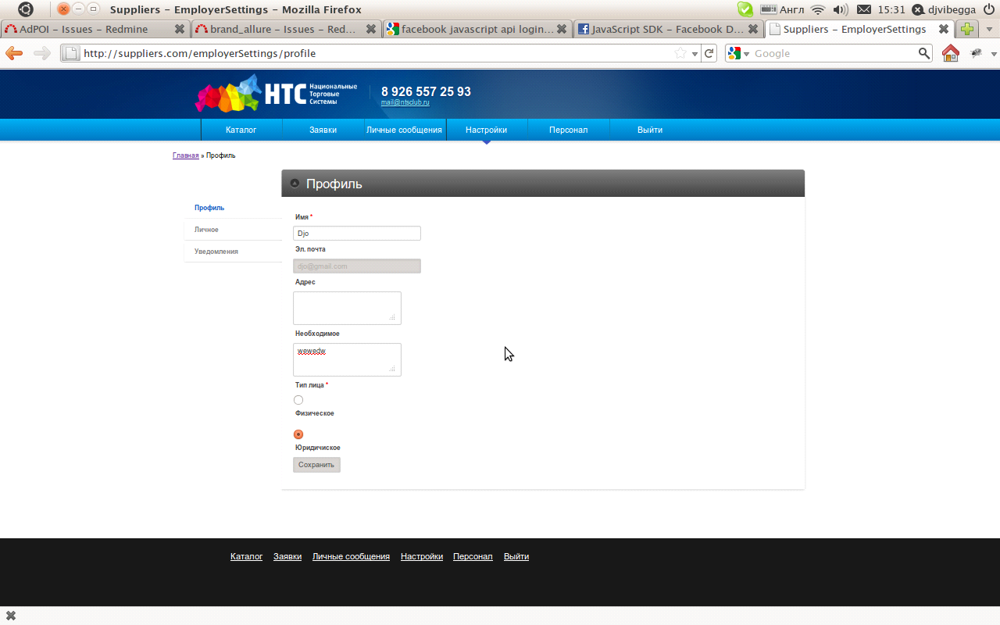 Suppliers – EmployerSettings – Mozilla Firefox
Англ
15:31
djvibegga
AdPOI – Issues – Redmine
brand_allure – Issues – Red...
facebook javascript api login...
JavaScript SDK – Facebook D...
Suppliers – EmployerSettings
http://suppliers.com/employerSettings/profile
Google
НТС
Национальные
Торговые
Системы
8 926 557 25 93
mail@ntsclub.ru
Каталог
Заявки
Личные сообщения
Настройки
Персонал
Выйти
Главная » Профиль
Профиль
Профиль
Личное
Уведомления
Имя *
Djo
Эл. почта
djo@gmail.com
Адрес
Необходимое
wewedw
Тип лица *
Физическое
Юридичиское
Сохранить
Каталог
Заявки
Личные сообщения
Настройки
Персонал
Выйти